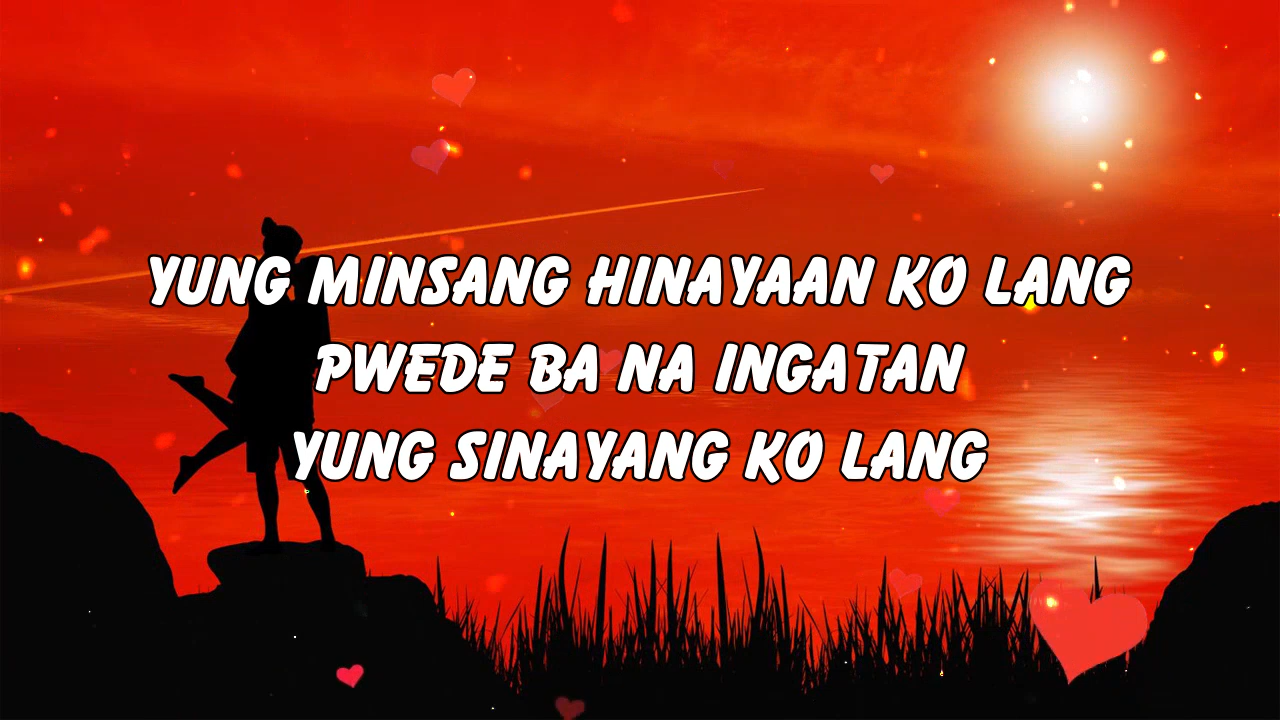 YUNG MINSANG HINAYAAN KO LANG
PWEDE BA NA INGATAN
YUNG SINAYANG KO LANG